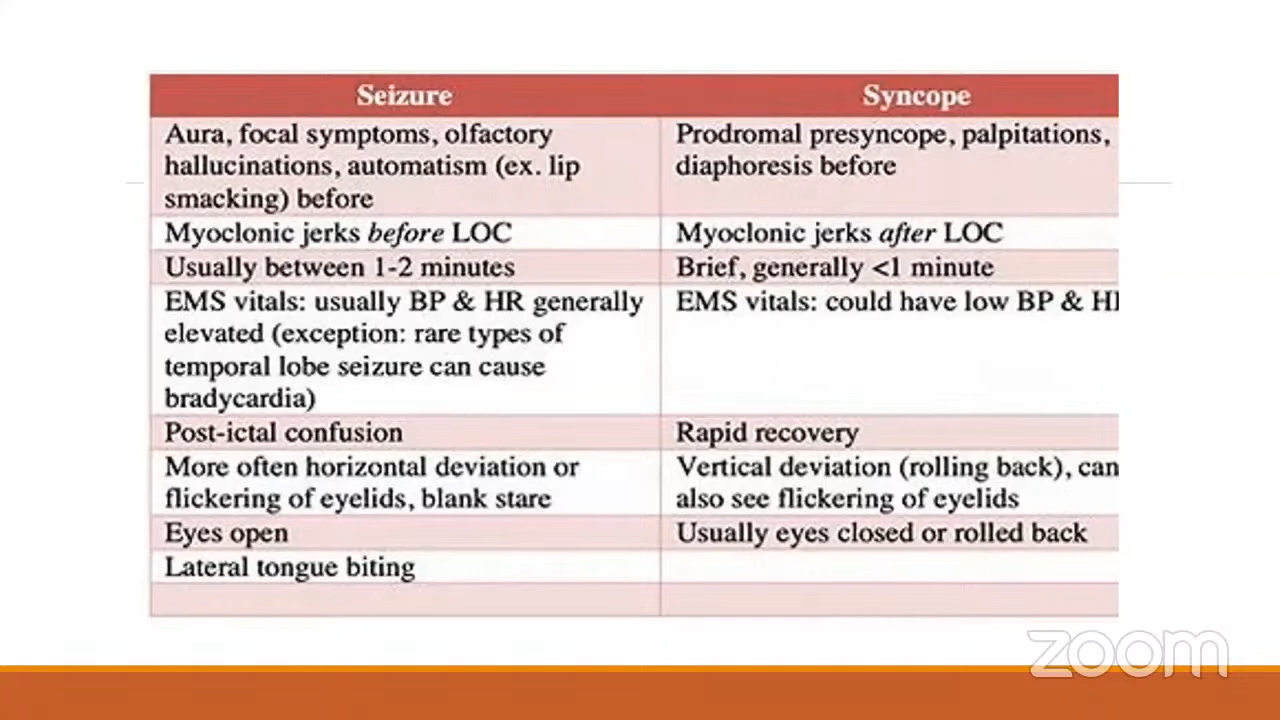 Seizure
Syncope
Aura, focal symptoms, olfactory
hallucinations, automatism (ex. lip
smacking) before
Prodromal presyncope, palpitations,
diaphoresis before
Myoclonic jerks before LOC
Myoclonic jerks after LOC
Usually between 1-2 minutes
Brief, generally <1 minute
EMS vitals: usually BP & HR generally
elevated (exception: rare types of
temporal lobe seizure can cause
bradycardia)
EMS vitals: could have low BP &
Post-ictal confusion
Rapid recovery
More often horizontal deviation or
flickering of eyelids, blank stare
Vertical deviation (rolling back), can
also see flickering of eyelids
Eyes open
Usually eyes closed or rolled back
Lateral tongue biting
zoom